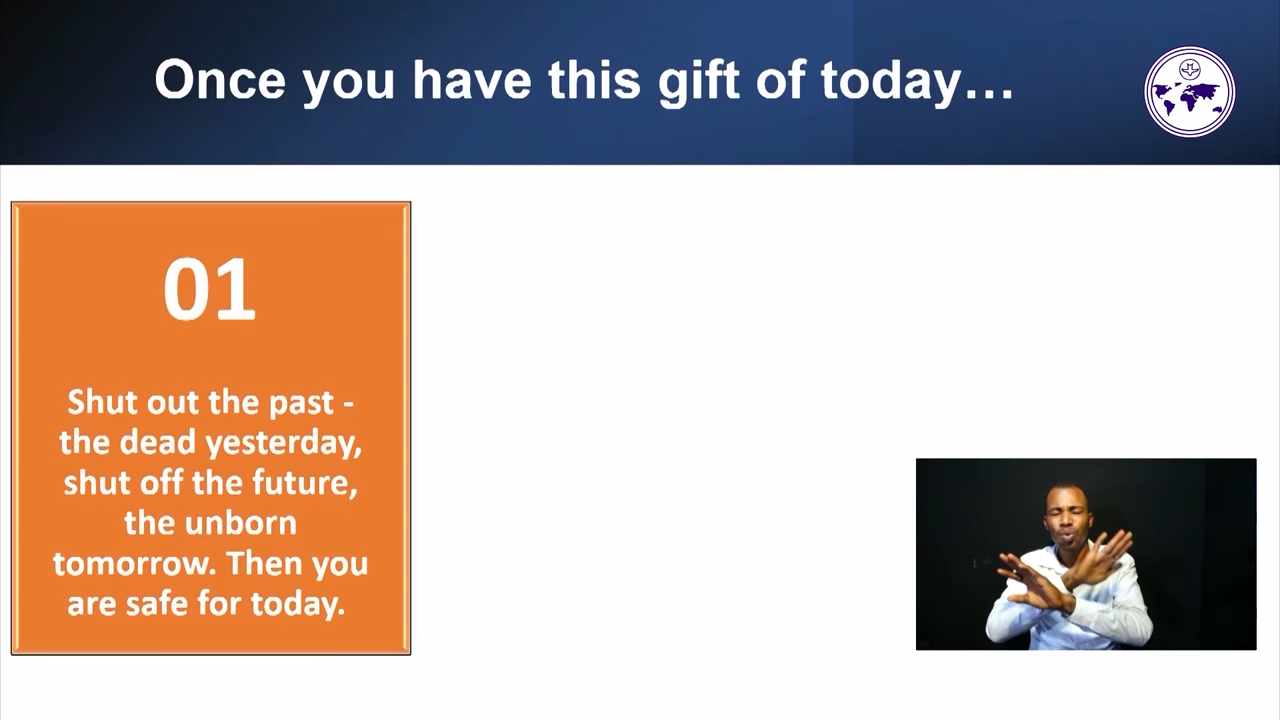 Once you have this gift of today…
01
Shut out the past -
the dead yesterday,
shut off the future,
the unborn
tomorrow. Then you
are safe for today.